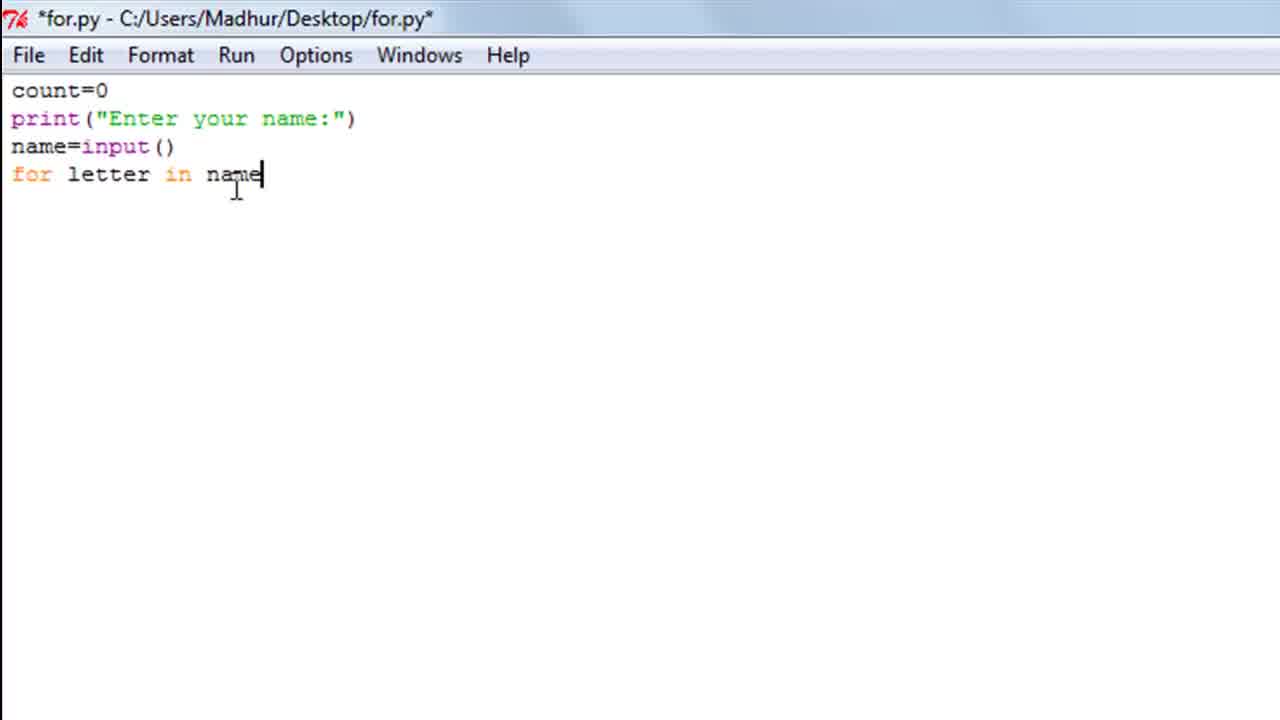 *for.py - C:/Users/Madhur/Desktop/for.py*
File Edit Format Run Options Windows Help
count=0
print("Enter your name:")
name=input()
for letter in name